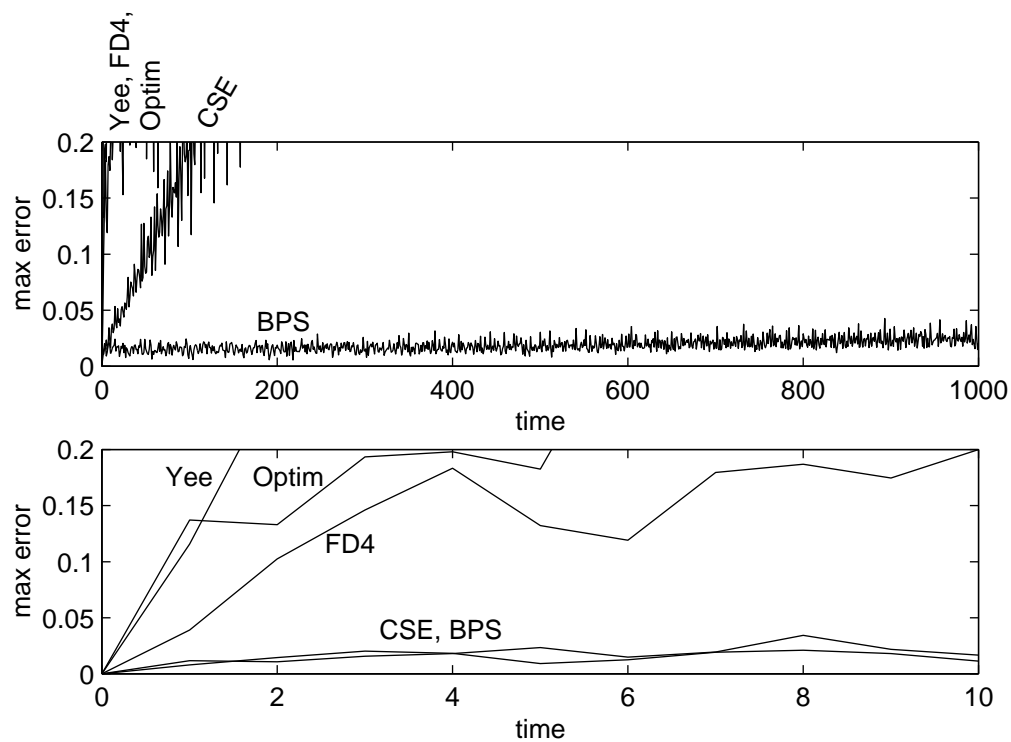 Yee, FD4,
Optim
CSE
0.2
0.15
0.1
0.05
0
max error
BPS
0 200 400 600 800 1000
time
0.2
0.15
0.1
0.05
0
max error
Yee
Optim
FD4
CSE, BPS
0 2 4 6 8 10
time